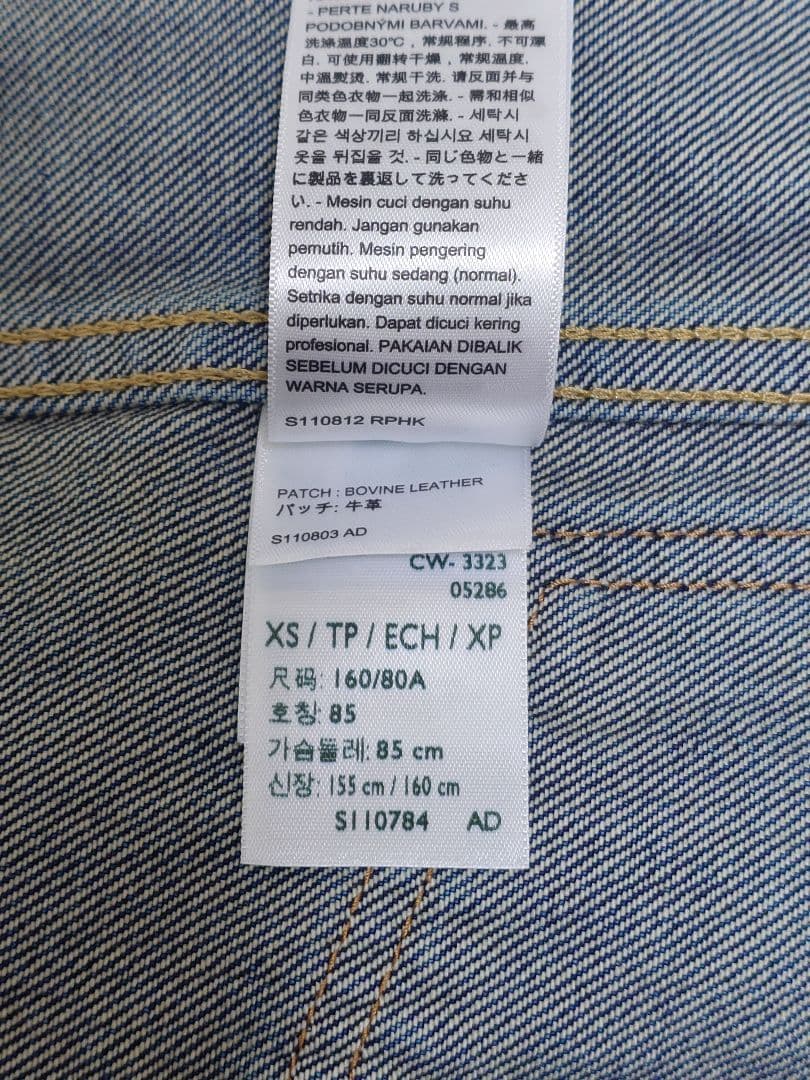 - PERTE NARUBY S
PODOBNÝMI BARVAMI. - 最高
洗涤温度30℃，常规程序. 不可漂
白. 可使用翻转干燥，常规温度.
中温熨烫. 常规干洗. 请反面并与
同类色衣物一起洗涤. - 需和相似
色衣物一同反面洗滌. - 세탁시
같은 색상끼리 하십시요 세탁시
옷을 뒤집을 것. - 同じ色物と一緒
に製品を裏返して洗ってくださ
い. - Mesin cuci dengan suhu
rendah. Jangan gunakan
pemutih. Mesin pengering
dengan suhu sedang (normal).
Setrika dengan suhu normal jika
diperlukan. Dapat dicuci kering
profesional. PAKAIAN DIBALIK
SEBELUM DICUCI DENGAN
WARNA SERUPA.
S110812 RPHK
PATCH : BOVINE LEATHER
パッチ: 牛革
S110803 AD
CW- 3323
05286
XS / TP / ECH / XP
尺码: 160/80A
호칭: 85
가슴둘레: 85 cm
신장: 155 cm / 160 cm
S110784 AD